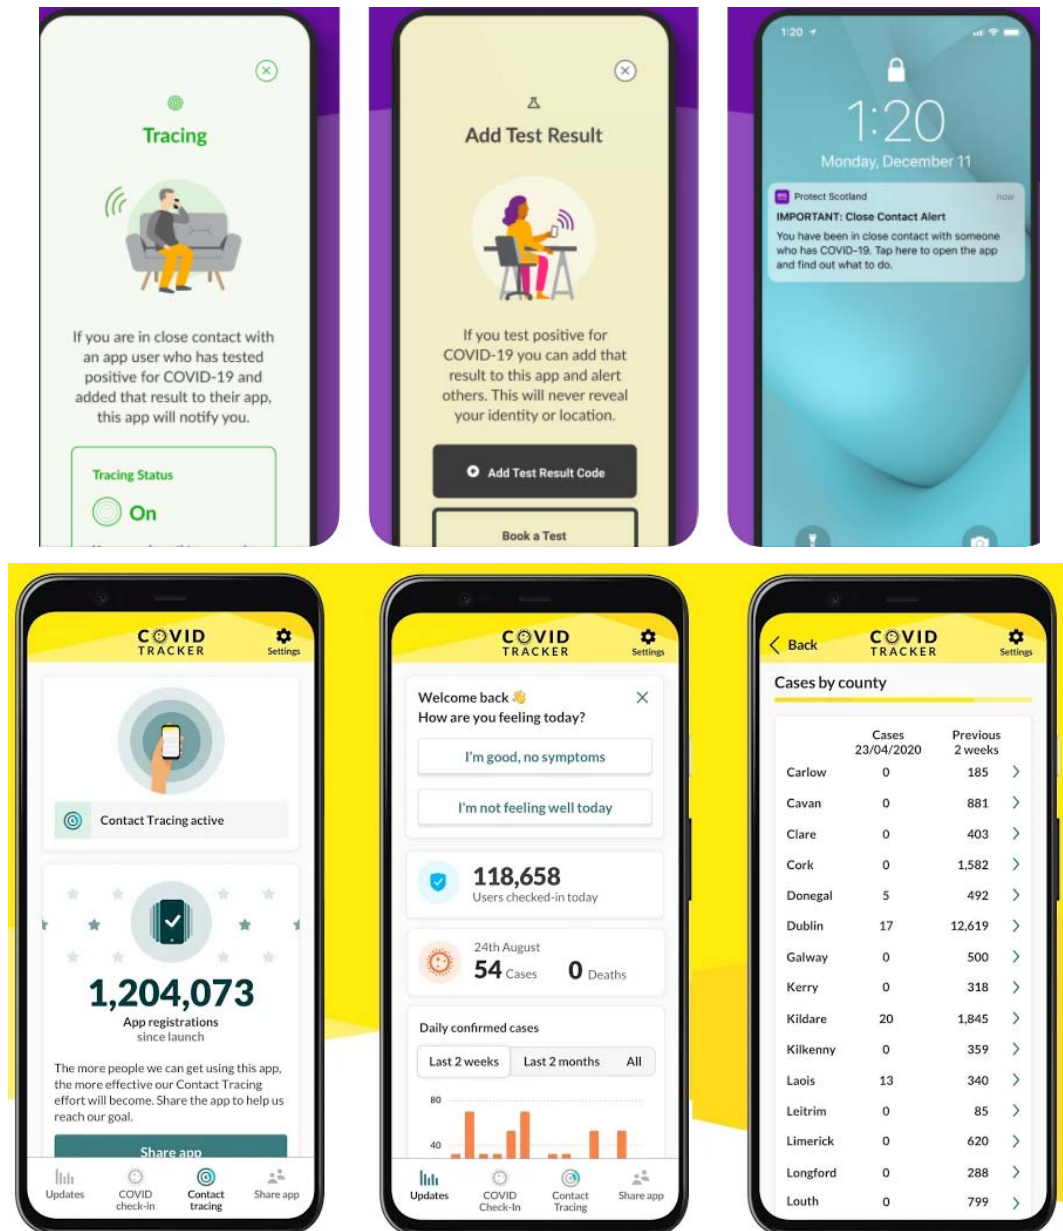 Tracing
If you are in close contact with
an app user who has tested
positive for COVID-19 and
added that result to their app,
this app will notify you.
Tracing Status
On
Add Test Result
If you test positive for
COVID-19 you can add that
result to this app and alert
others. This will never reveal
your identity or location.
Add Test Result Code
Book a Test
1:20
1:20
Monday, December 11
Protect Scotland now
IMPORTANT: Close Contact Alert
You have been in close contact with someone
who has COVID-19. Tap here to open the app
and find out what to do.
COVID
TRACKER
Settings
Contact Tracing active
1,204,073
App registrations
since launch
The more people we can get using this app,
the more effective our Contact Tracing
effort will become. Share the app to help us
reach our goal.
Share app
Updates COVID check-in Contact tracing Share app
COVID
TRACKER
Settings
Welcome back 👋
How are you feeling today?
I'm good, no symptoms
I'm not feeling well today
118,658
Users checked-in today
24th August
54 Cases 0 Deaths
Daily confirmed cases
Last 2 weeks Last 2 months All
80
40
Updates COVID Check-In Contact Tracing Share app
Back
COVID
TRACKER
Settings
Cases by county
Cases Previous
23/04/2020 2 weeks
Carlow 0 185
Cavan 0 881
Clare 0 403
Cork 0 1,582
Donegal 5 492
Dublin 17 12,619
Galway 0 500
Kerry 0 318
Kildare 20 1,845
Kilkenny 0 359
Laois 13 340
Leitrim 0 85
Limerick 0 620
Longford 0 288
Louth 0 799